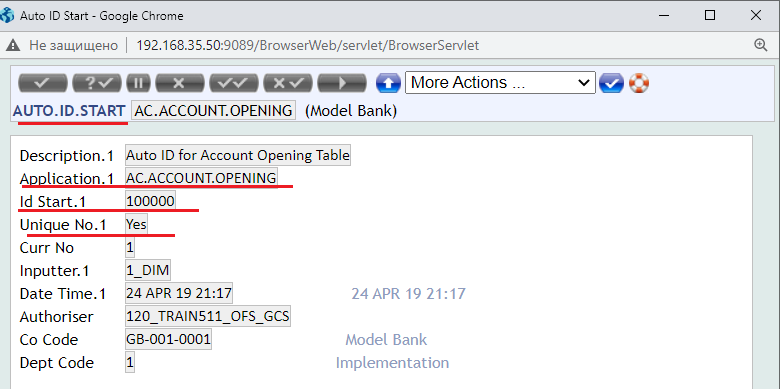 Auto ID Start - Google Chrome
Не защищено 192.168.35.50:9089/BrowserWeb/servlet/BrowserServlet
More Actions ...
AUTO.ID.START AC.ACCOUNT.OPENING (Model Bank)
Description.1 Auto ID for Account Opening Table
Application.1 AC.ACCOUNT.OPENING
Id Start.1 100000
Unique No.1 Yes
Curr No 1
Inputter.1 1_DIM
Date Time.1 24 APR 19 21:17 24 APR 19 21:17
Authoriser 120_TRAIN511_OFS_GCS
Co Code GB-001-0001 Model Bank
Dept Code 1 Implementation